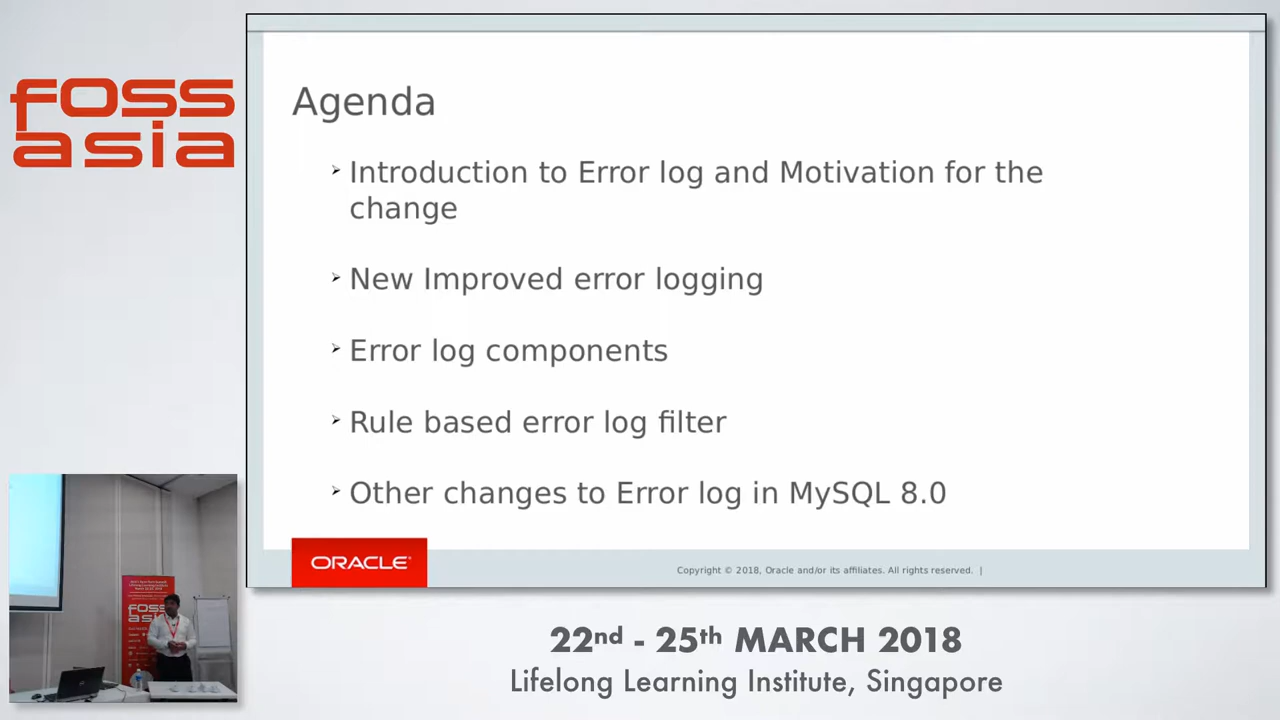 foss
asia
Agenda
Introduction to Error log and Motivation for the
change
New Improved error logging
Error log components
Rule based error log filter
Other changes to Error log in MySQL 8.0
ORACLE®
Copyright © 2018, Oracle and/or its affiliates. All rights reserved. |
foss
asia
22nd - 25th MARCH 2018
Lifelong Learning Institute, Singapore